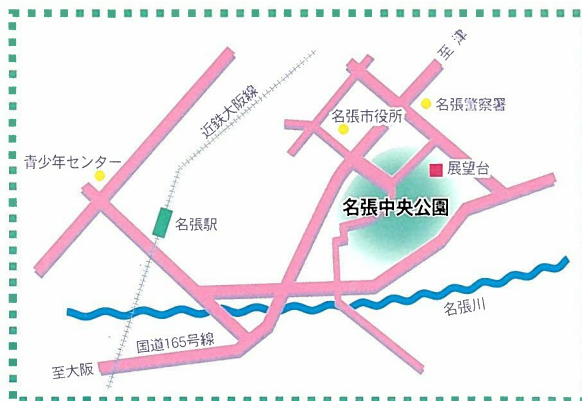 至 津
近鉄大阪線
名張警察署
名張市役所
青少年センター
展望台
名張中央公園
名張駅
名張川
国道165号線
至大阪